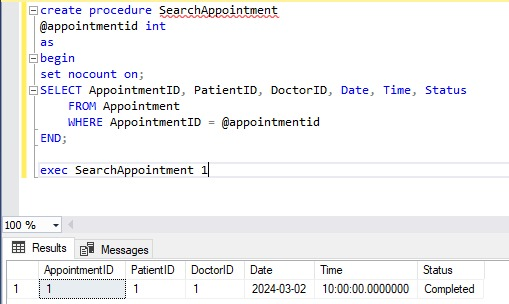 create procedure SearchAppointment
@appointmentid int
as
begin
set nocount on;
SELECT AppointmentID, PatientID, DoctorID, Date, Time, Status
FROM Appointment
WHERE AppointmentID = @appointmentid
END;
exec SearchAppointment 1
100 %
Results Messages
AppointmentID PatientID DoctorID Date Time Status
1 1 1 1 2024-03-02 10:00:00.0000000 Completed